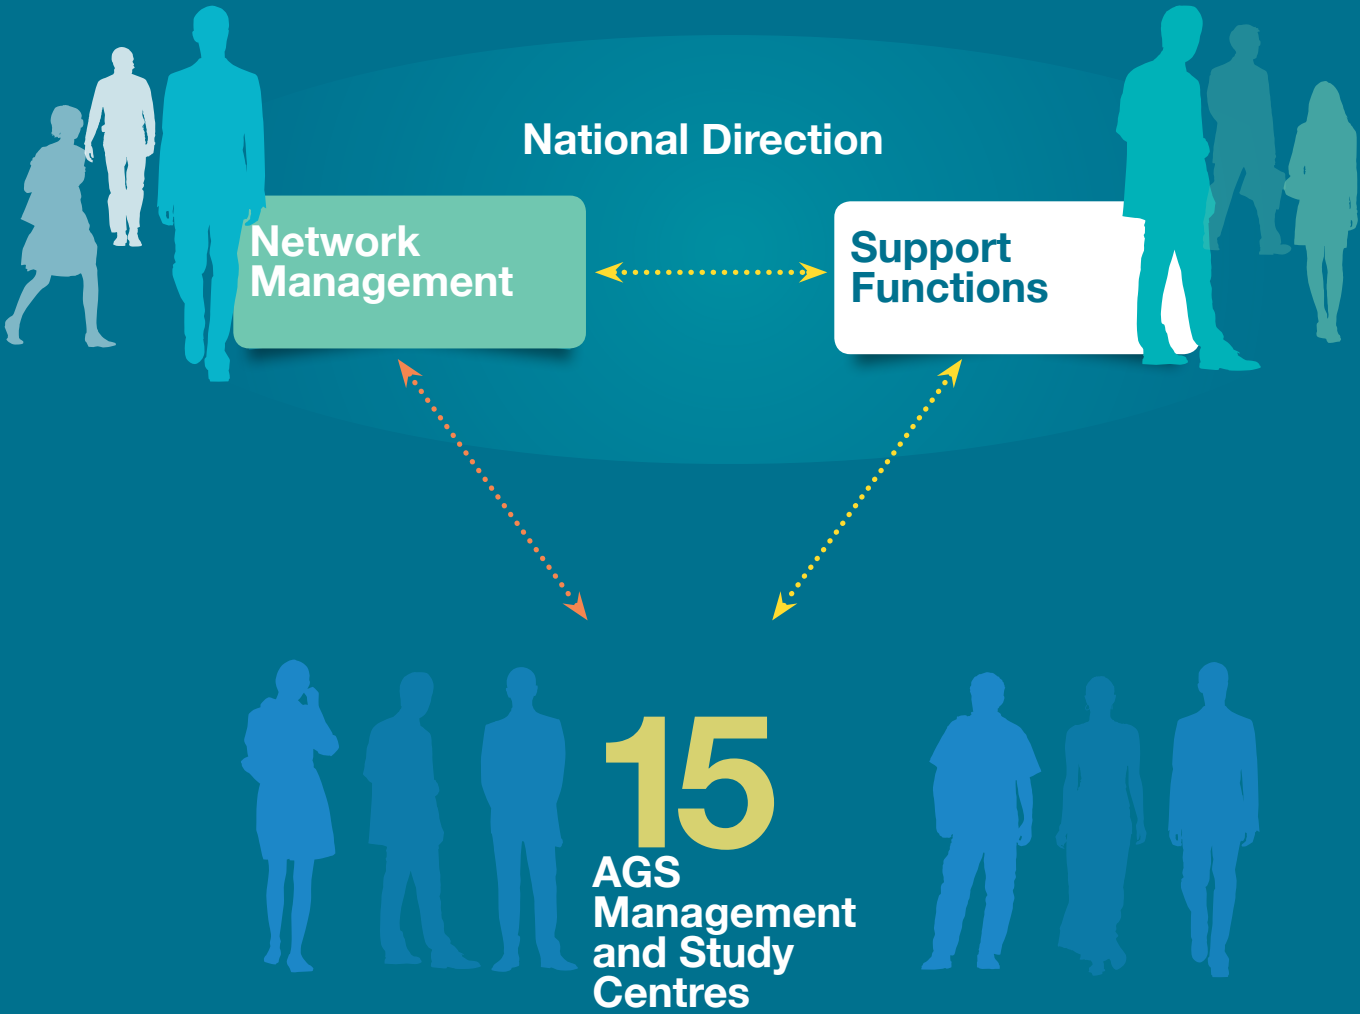 National Direction
Network
Management
Support
Functions
15
AGS
Management
and Study
Centres